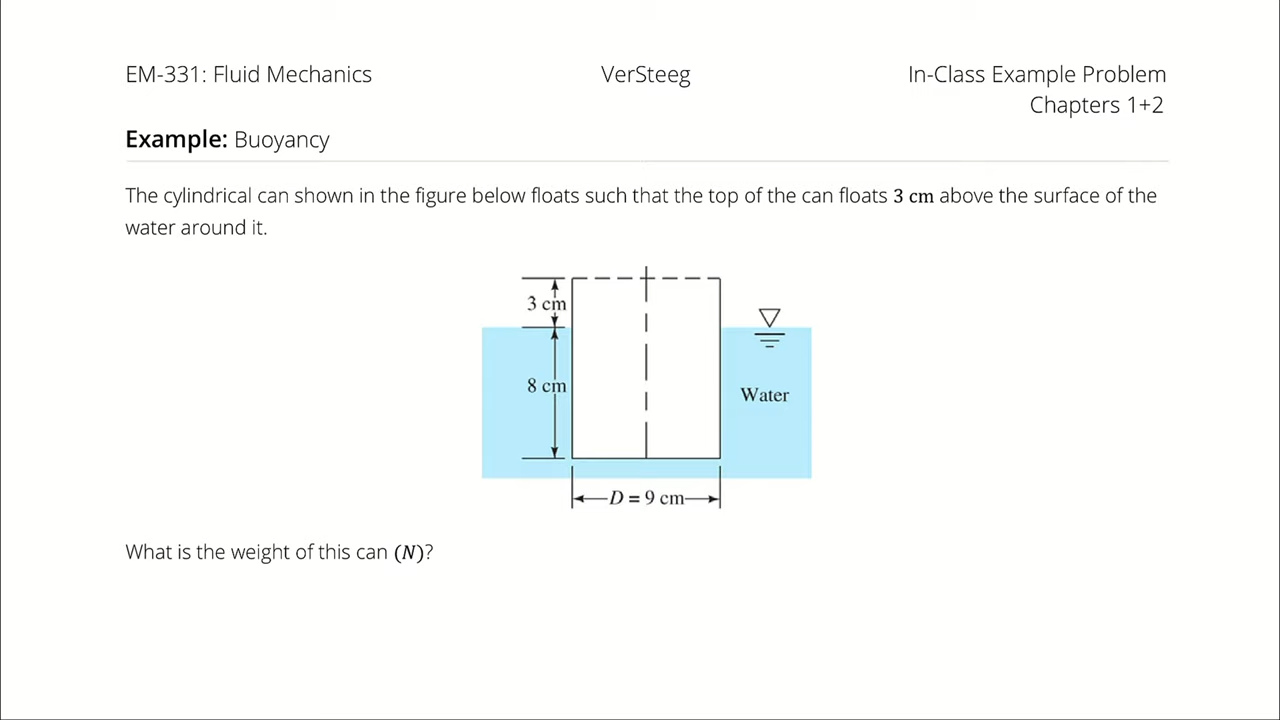 EM-331: Fluid Mechanics
VerSteeg
In-Class Example Problem
Chapters 1+2
Example: Buoyancy
The cylindrical can shown in the figure below floats such that the top of the can floats 3 cm above the surface of the
water around it.
3 cm
8 cm
Water
D = 9 cm
What is the weight of this can (N)?